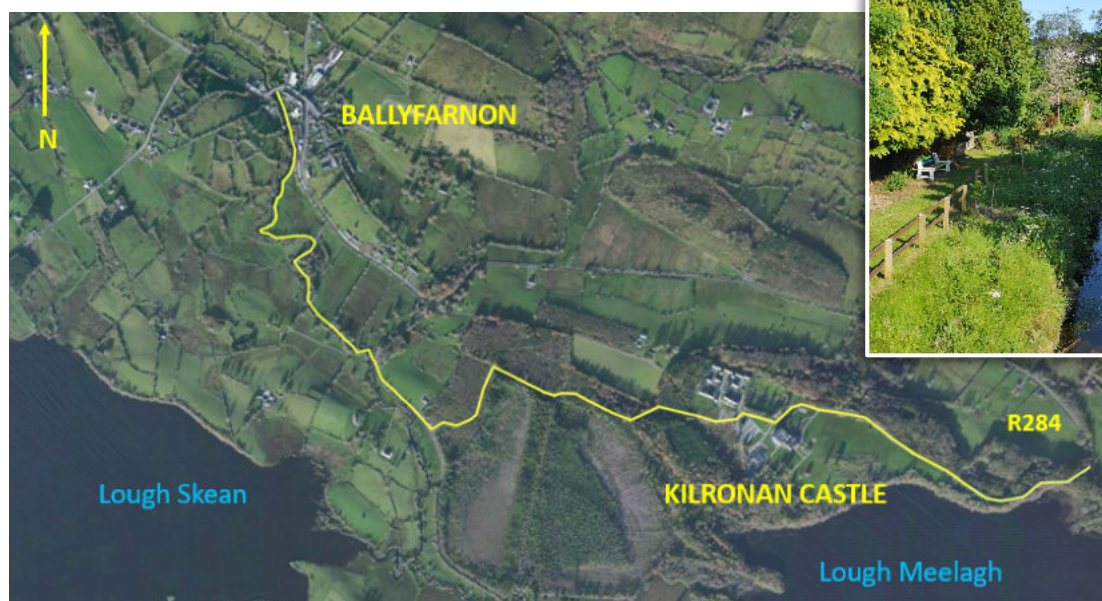 BALLYFARNON
N
R284
Lough Skean
KILRONAN CASTLE
Lough Meelagh